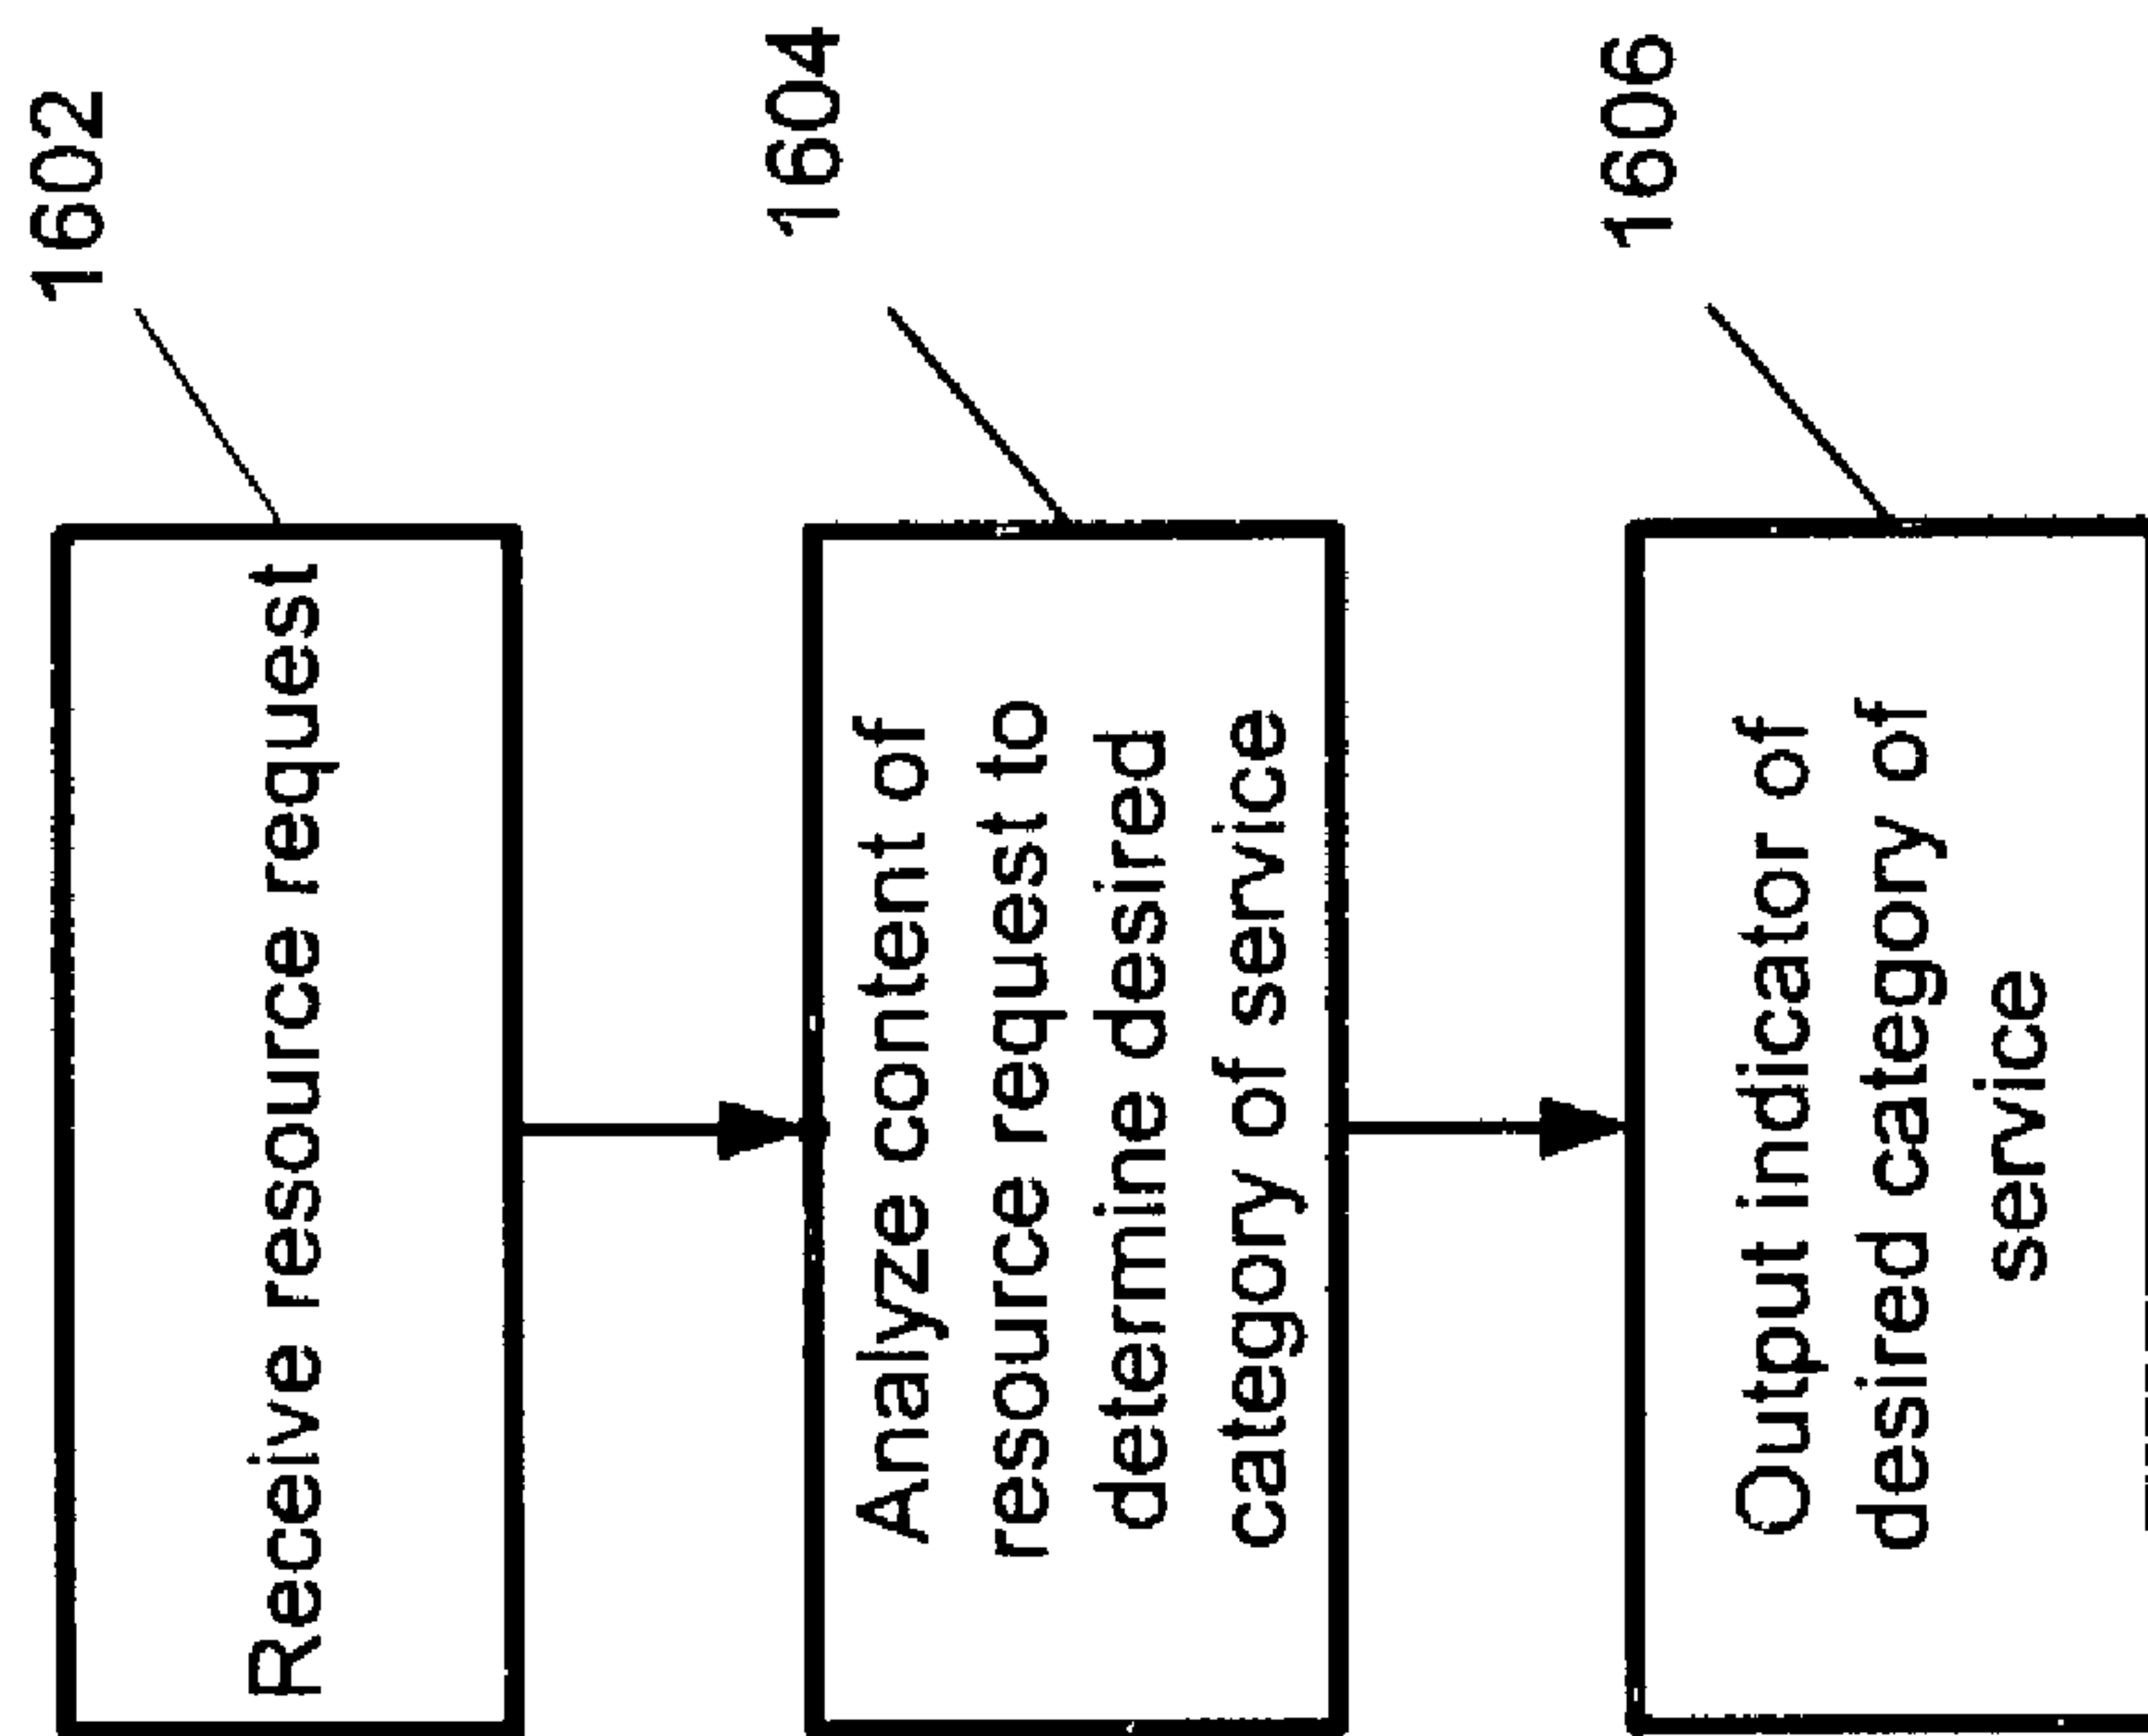 1602
Receive resource request
1604
Analyze content of
resource request to
determine desired
category of service
1606
Output indicator of
desired category of
service